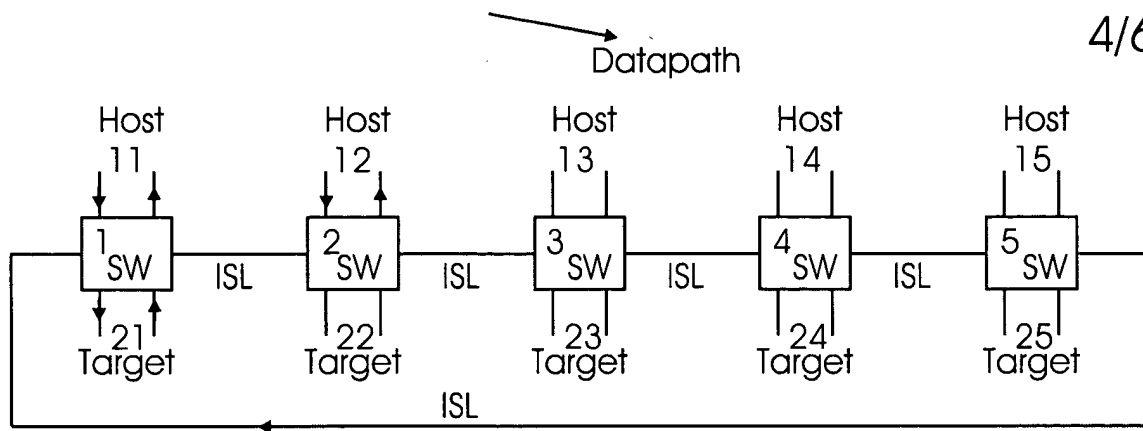 4/6
Datapath
Host Host Host Host Host
11 12 13 14 15
1 2 3 4 5
SW SW SW SW SW
ISL ISL ISL ISL
21 22 23 24 25
Target Target Target Target Target
ISL